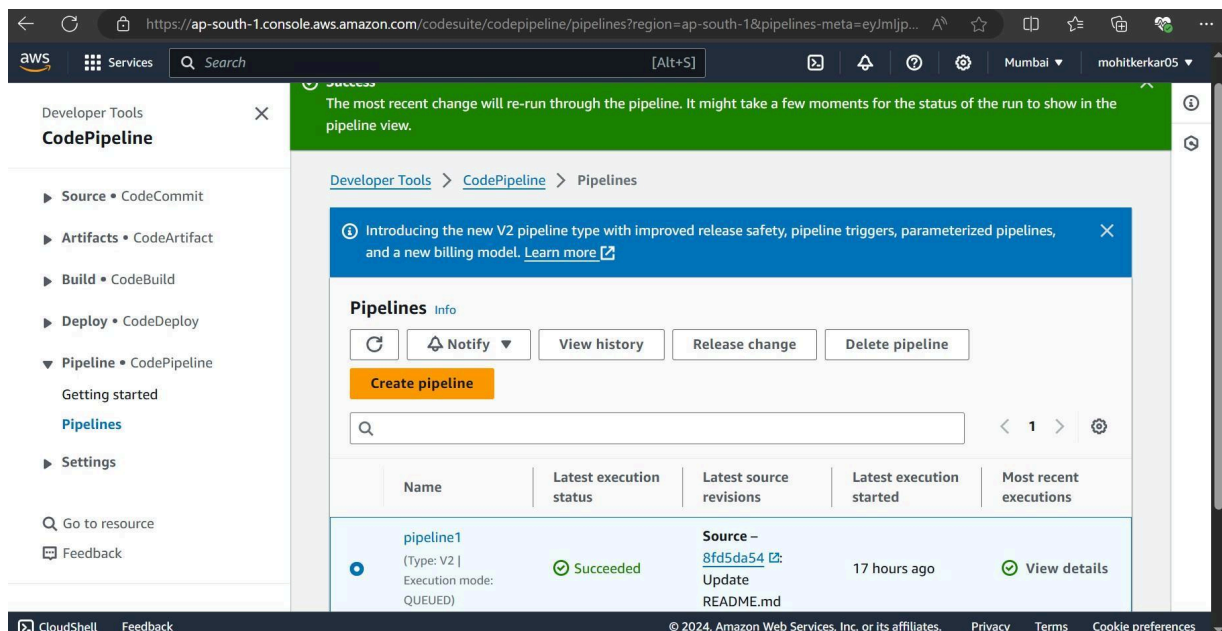 https://ap-south-1.console.aws.amazon.com/codesuite/codepipeline/pipelines?region=ap-south-1&pipelines-meta=eyJmljp...
aws Services Search [Alt+S] Mumbai mohitkerkar05
Success
The most recent change will re-run through the pipeline. It might take a few moments for the status of the run to show in the
pipeline view.
Developer Tools
CodePipeline
Source • CodeCommit
Artifacts • CodeArtifact
Build • CodeBuild
Deploy • CodeDeploy
Pipeline • CodePipeline
Getting started
Pipelines
Settings
Go to resource
Feedback
Developer Tools > CodePipeline > Pipelines
Introducing the new V2 pipeline type with improved release safety, pipeline triggers, parameterized pipelines,
and a new billing model. Learn more
Pipelines Info
Notify View history Release change Delete pipeline
Create pipeline
1
Name
Latest execution
status
Latest source
revisions
Latest execution
started
Most recent
executions
pipeline1
(Type: V2 |
Execution mode:
QUEUED)
Succeeded
Source –
8fd5da54:
Update
README.md
17 hours ago
View details
CloudShell Feedback © 2024, Amazon Web Services, Inc. or its affiliates. Privacy Terms Cookie preferences